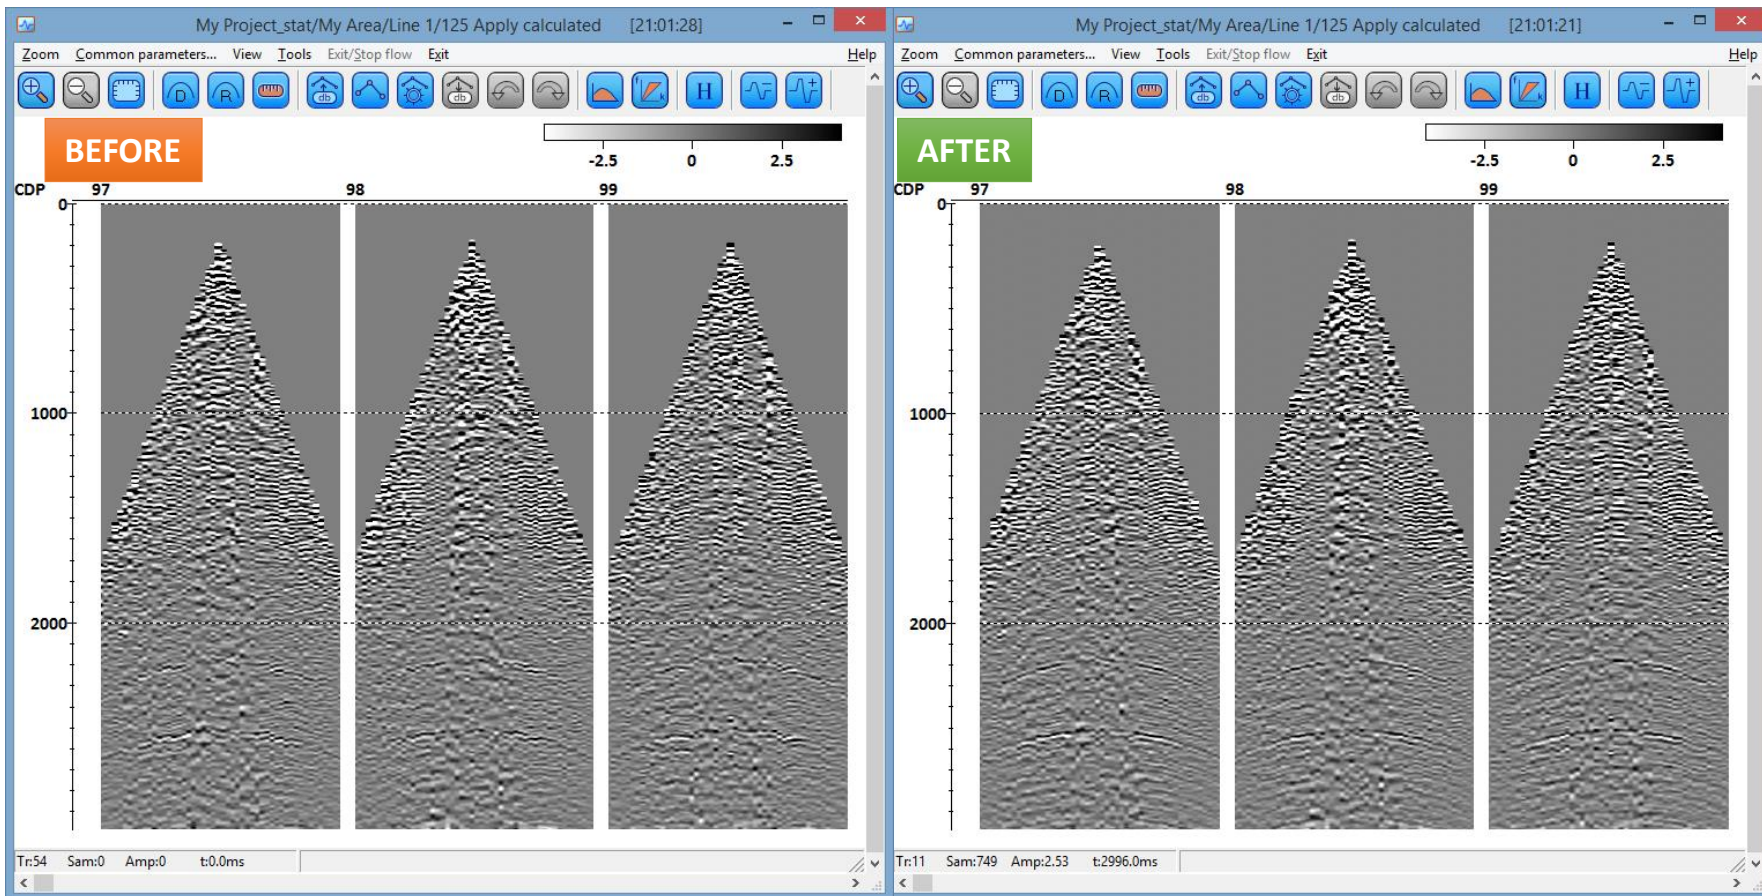 My Project_stat/My Area/Line 1/125 Apply calculated [21:01:28]
Zoom Common parameters... View Tools Exit/Stop flow Exit Help
D R db db H
BEFORE
-2.5 0 2.5
CDP 97 98 99
0
1000
2000
Tr:54 Sam:0 Amp:0 t:0.0ms
My Project_stat/My Area/Line 1/125 Apply calculated [21:01:21]
Zoom Common parameters... View Tools Exit/Stop flow Exit Help
D R db db H
AFTER
-2.5 0 2.5
CDP 97 98 99
0
1000
2000
Tr:11 Sam:749 Amp:2.53 t:2996.0ms